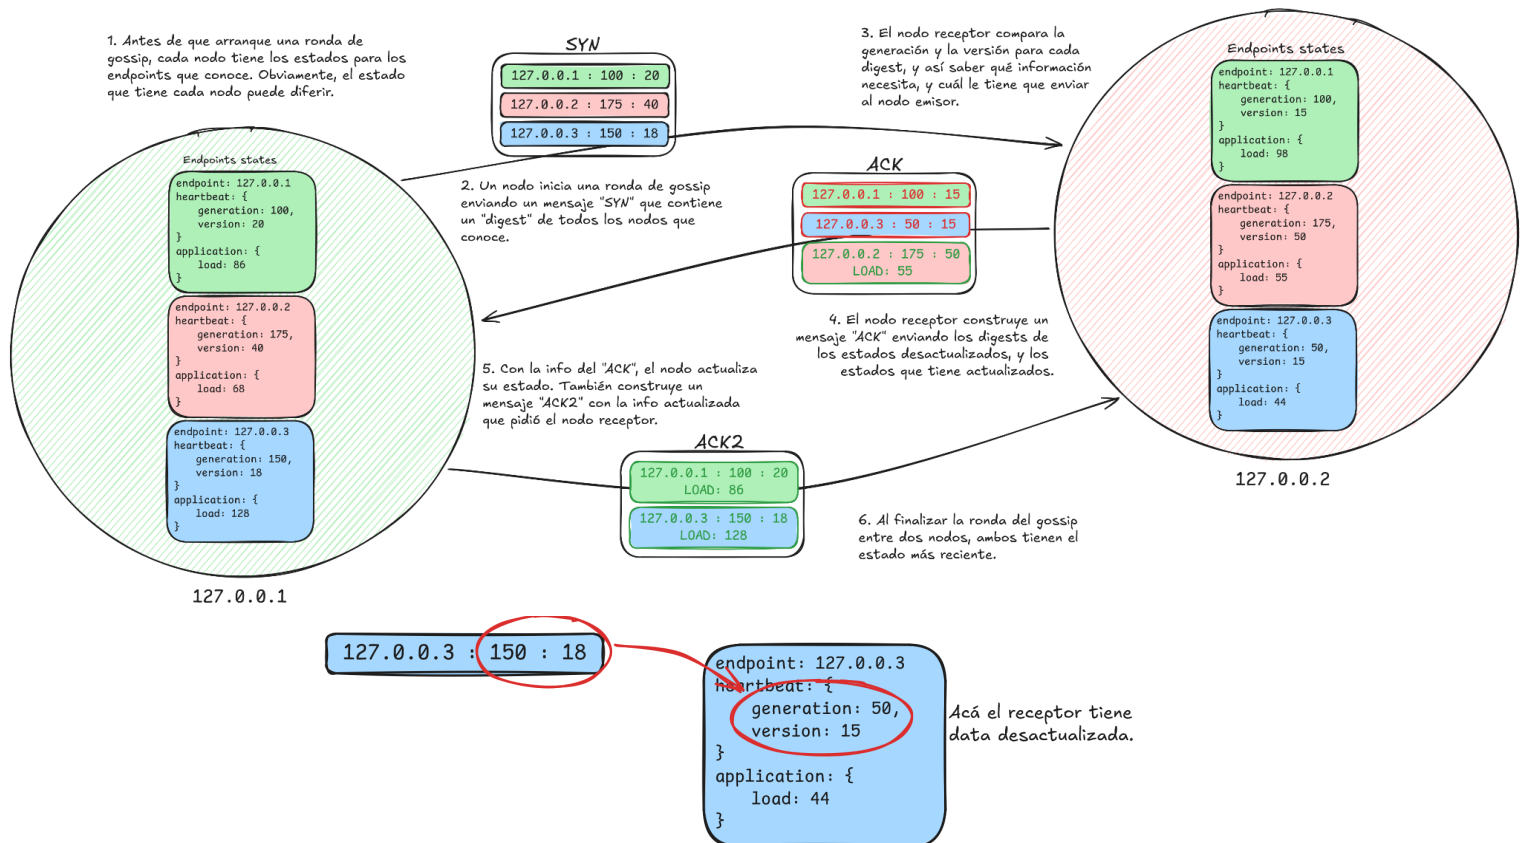 1. Antes de que arranque una ronda de
gossip, cada nodo tiene los estados para los
endpoints que conoce. Obviamente, el estado
que tiene cada nodo puede diferir.
SYN
127.0.0.1 : 100 : 20
127.0.0.2 : 175 : 40
127.0.0.3 : 150 : 18
3. El nodo receptor compara la
generación y la versión para cada
digest, y así saber qué información
necesita, y cuál le tiene que enviar
al nodo emisor.
Endpoints states
endpoint: 127.0.0.1
heartbeat: {
generation: 100,
version: 15
}
application: {
load: 98
}
endpoint: 127.0.0.2
heartbeat: {
generation: 175,
version: 50
}
application: {
load: 55
}
endpoint: 127.0.0.3
heartbeat: {
generation: 50,
version: 15
}
application: {
load: 44
}
127.0.0.2
Endpoints states
endpoint: 127.0.0.1
heartbeat: {
generation: 100,
version: 20
}
application: {
load: 86
}
endpoint: 127.0.0.2
heartbeat: {
generation: 175,
version: 40
}
application: {
load: 68
}
endpoint: 127.0.0.3
heartbeat: {
generation: 150,
version: 18
}
application: {
load: 128
}
127.0.0.1
2. Un nodo inicia una ronda de gossip
enviando un mensaje "SYN" que contiene
un "digest" de todos los nodos que
conoce.
ACK
127.0.0.1 : 100 : 15
127.0.0.3 : 50 : 15
127.0.0.2 : 175 : 50
LOAD: 55
4. El nodo receptor construye un
mensaje "ACK" enviando los digests de
los estados desactualizados, y los
estados que tiene actualizados.
5. Con la info del "ACK", el nodo actualiza
su estado. También construye un
mensaje "ACK2" con la info actualizada
que pidió el nodo receptor.
ACK2
127.0.0.1 : 100 : 20
LOAD: 86
127.0.0.3 : 150 : 18
LOAD: 128
6. Al finalizar la ronda del gossip
entre dos nodos, ambos tienen el
estado más reciente.
127.0.0.3 : 150 : 18
endpoint: 127.0.0.3
heartbeat: {
generation: 50,
version: 15
}
application: {
load: 44
}
Acá el receptor tiene
data desactualizada.